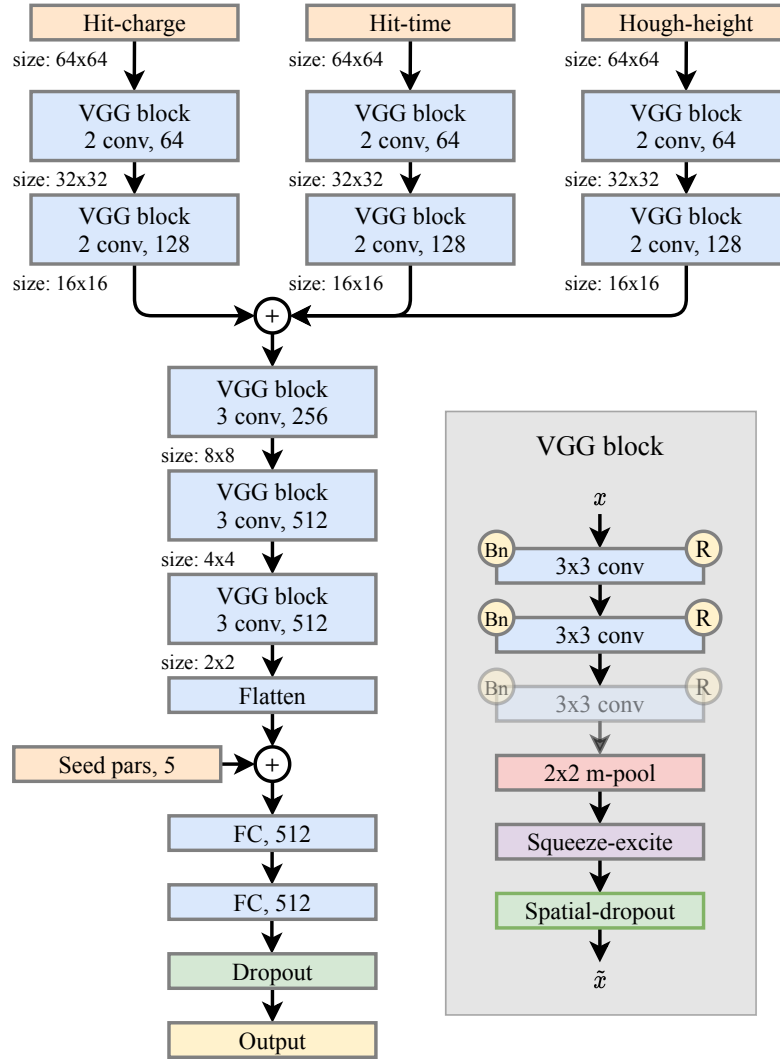 Hit-charge
Hit-time
Hough-height
size: 64x64
size: 64x64
size: 64x64
VGG block
2 conv, 64
VGG block
2 conv, 64
VGG block
2 conv, 64
size: 32x32
size: 32x32
size: 32x32
VGG block
2 conv, 128
VGG block
2 conv, 128
VGG block
2 conv, 128
size: 16x16
size: 16x16
size: 16x16
+
VGG block
3 conv, 256
size: 8x8
VGG block
3 conv, 512
size: 4x4
VGG block
3 conv, 512
size: 2x2
Flatten
Seed pars, 5
+
FC, 512
FC, 512
Dropout
Output
VGG block
x
Bn
R
3x3 conv
Bn
R
3x3 conv
Bn
R
3x3 conv
2x2 m-pool
Squeeze-excite
Spatial-dropout
x̃